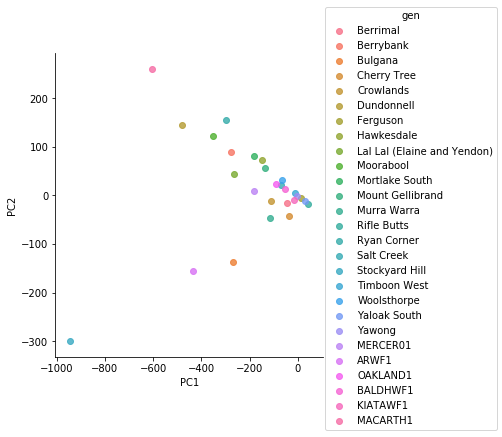 gen
Berrimal
Berrybank
Bulgana
Cherry Tree
Crowlands
Dundonnell
Ferguson
Hawkesdale
Lal Lal (Elaine and Yendon)
Moorabool
Mortlake South
Mount Gellibrand
Murra Warra
Rifle Butts
Ryan Corner
Salt Creek
Stockyard Hill
Timboon West
Woolsthorpe
Yaloak South
Yawong
MERCER01
ARWF1
OAKLAND1
BALDHWF1
KIATAWF1
MACARTH1
PC2
200
100
0
−100
−200
−300
−1000 −800 −600 −400 −200 0
PC1